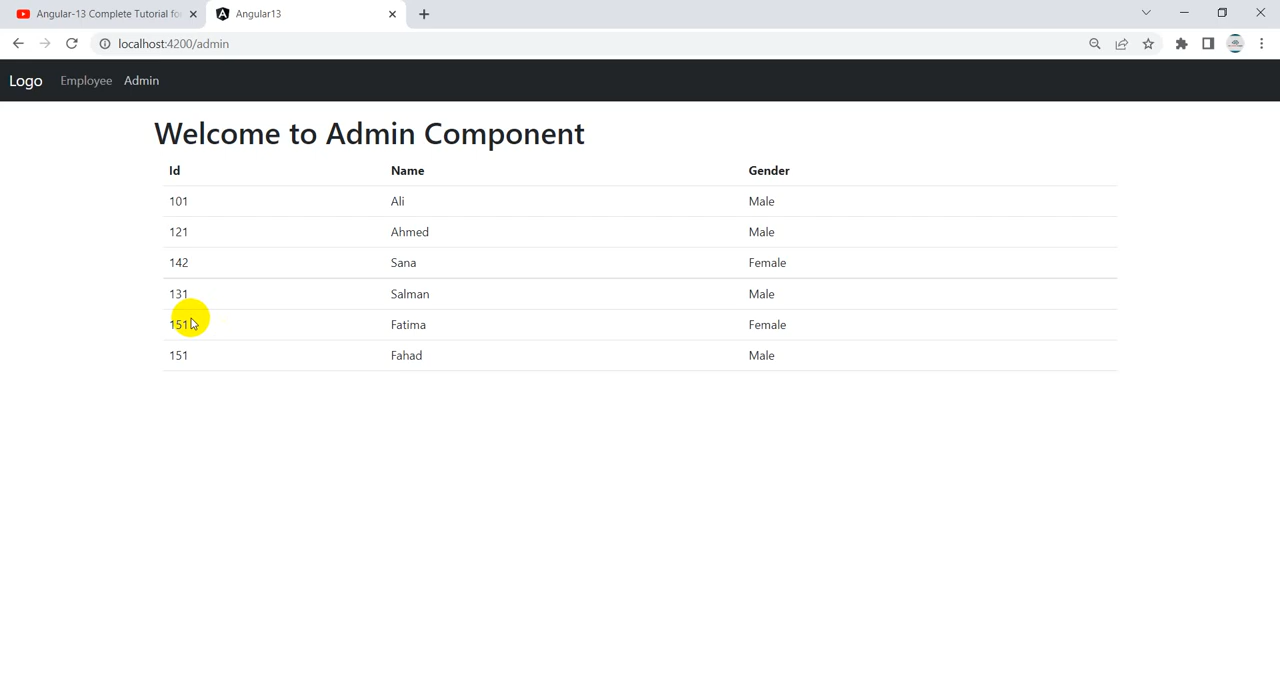 Angular-13 Complete Tutorial fo
Angular13
localhost:4200/admin
Logo Employee Admin
Welcome to Admin Component
Id Name Gender
101 Ali Male
121 Ahmed Male
142 Sana Female
131 Salman Male
151 Fatima Female
151 Fahad Male